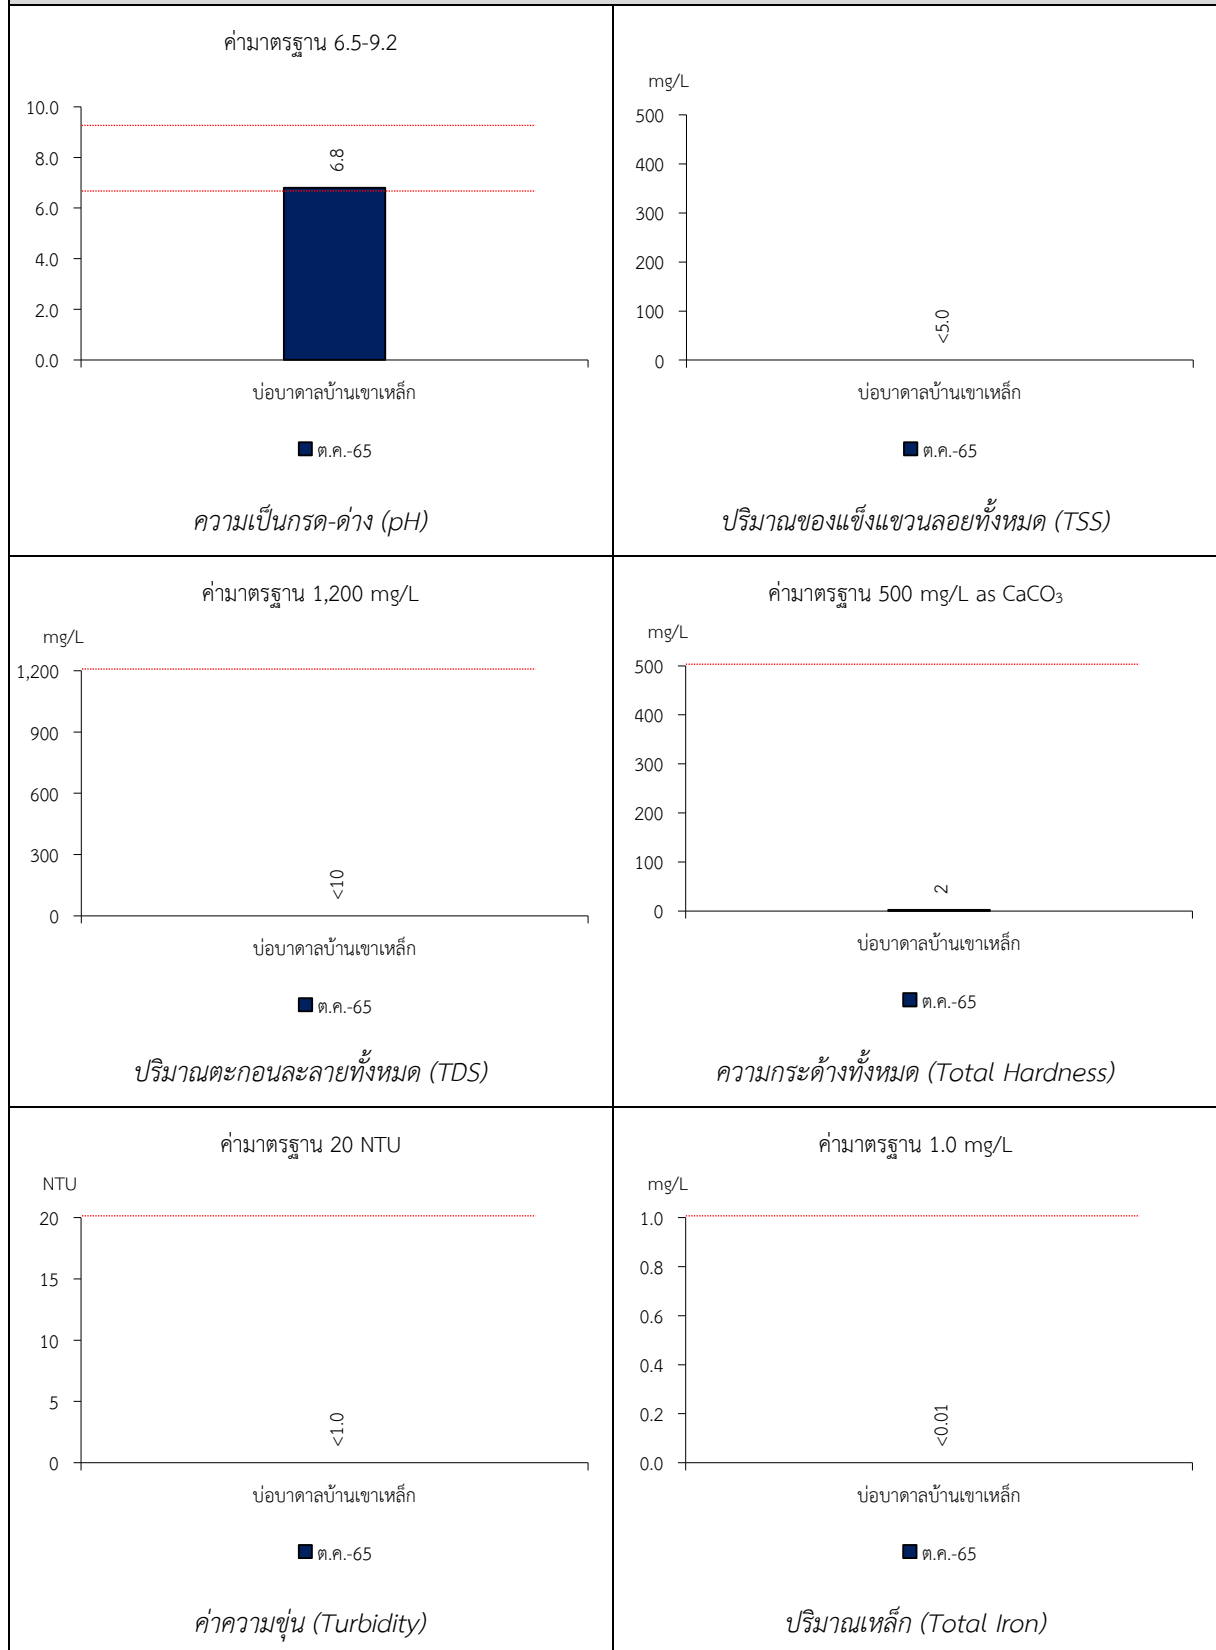 ค่ามาตรฐาน 6.5-9.2
10.0
8.0
6.0
4.0
2.0
0.0
6.8
บ่อบาดาลบ้านเขาเหล็ก
ต.ค.-65
ความเป็นกรด-ด่าง (pH)
mg/L
500
400
300
200
100
0
<5.0
บ่อบาดาลบ้านเขาเหล็ก
ต.ค.-65
ปริมาณของแข็งแขวนลอยทั้งหมด (TSS)
ค่ามาตรฐาน 1,200 mg/L
mg/L
1,200
900
600
300
0
<10
บ่อบาดาลบ้านเขาเหล็ก
ต.ค.-65
ปริมาณตะกอนละลายทั้งหมด (TDS)
ค่ามาตรฐาน 500 mg/L as CaCO₃
mg/L
500
400
300
200
100
0
2
บ่อบาดาลบ้านเขาเหล็ก
ต.ค.-65
ความกระด้างทั้งหมด (Total Hardness)
ค่ามาตรฐาน 20 NTU
NTU
20
15
10
5
0
<1.0
บ่อบาดาลบ้านเขาเหล็ก
ต.ค.-65
ค่าความขุ่น (Turbidity)
ค่ามาตรฐาน 1.0 mg/L
mg/L
1.0
0.8
0.6
0.4
0.2
0.0
<0.01
บ่อบาดาลบ้านเขาเหล็ก
ต.ค.-65
ปริมาณเหล็ก (Total Iron)